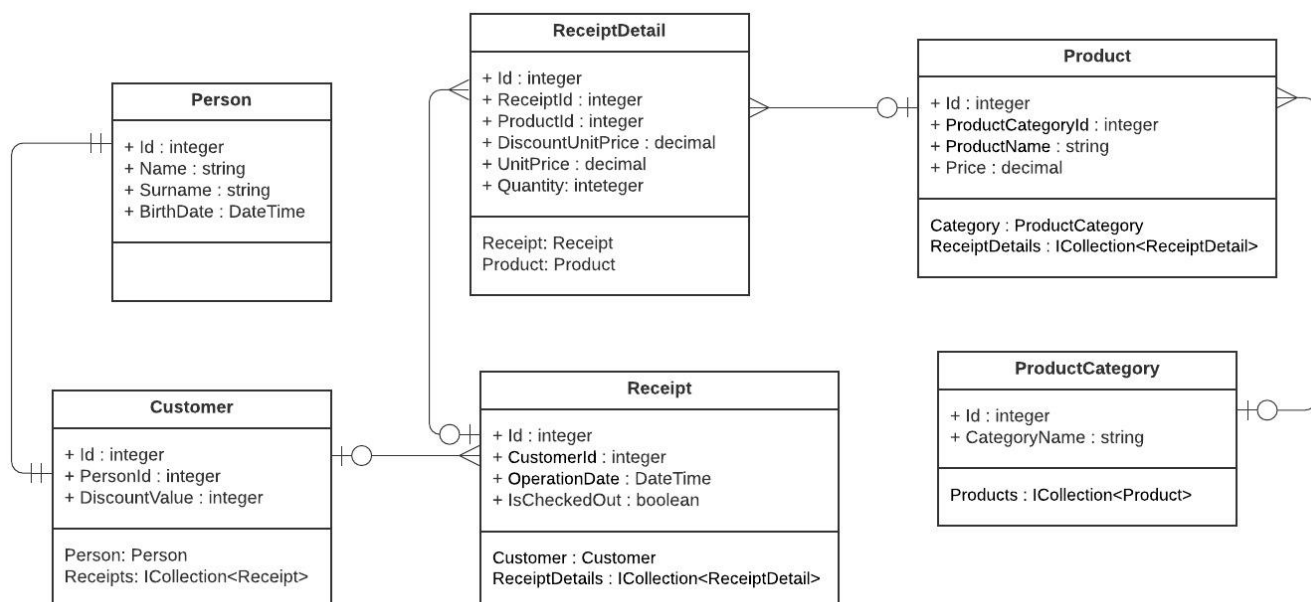 Person
+ Id : integer
+ Name : string
+ Surname : string
+ BirthDate : DateTime
ReceiptDetail
+ Id : integer
+ ReceiptId : integer
+ ProductId : integer
+ DiscountUnitPrice : decimal
+ UnitPrice : decimal
+ Quantity: inteteger
Receipt: Receipt
Product: Product
Product
+ Id : integer
+ ProductCategoryId : integer
+ ProductName : string
+ Price : decimal
Category : ProductCategory
ReceiptDetails : ICollection<ReceiptDetail>
Customer
+ Id : integer
+ PersonId : integer
+ DiscountValue : integer
Person: Person
Receipts: ICollection<Receipt>
Receipt
+ Id : integer
+ CustomerId : integer
+ OperationDate : DateTime
+ IsCheckedOut : boolean
Customer : Customer
ReceiptDetails : ICollection<ReceiptDetail>
ProductCategory
+ Id : integer
+ CategoryName : string
Products : ICollection<Product>